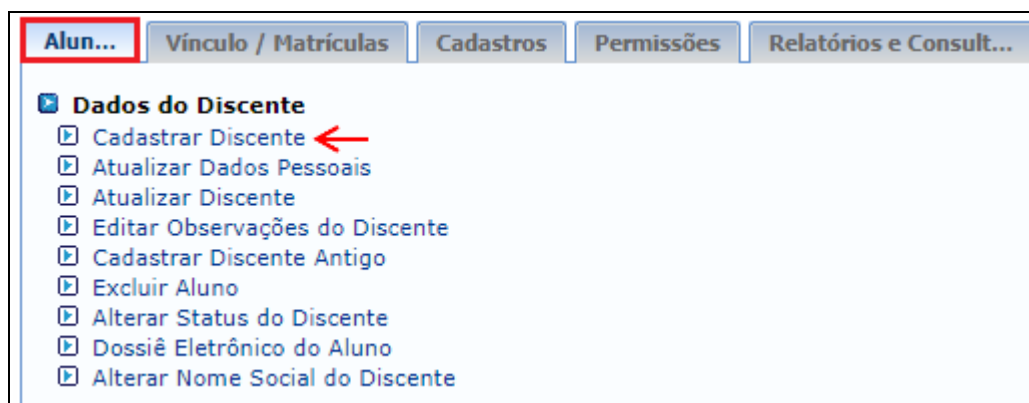 Alun... Vínculo / Matrículas Cadastros Permissões Relatórios e Consult...
Dados do Discente
Cadastrar Discente
Atualizar Dados Pessoais
Atualizar Discente
Editar Observações do Discente
Cadastrar Discente Antigo
Excluir Aluno
Alterar Status do Discente
Dossiê Eletrônico do Aluno
Alterar Nome Social do Discente